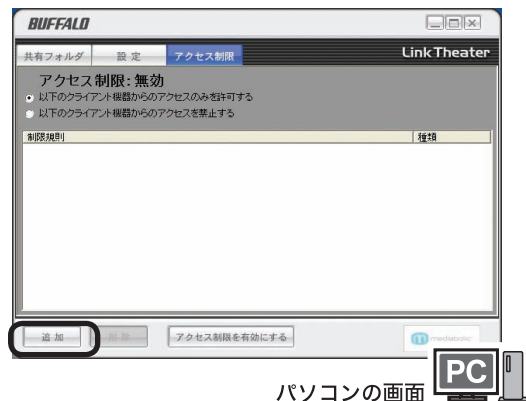 BUFFALO
共有フォルダ 設定 アクセス制限 LinkTheater
アクセス制限: 無効
以下のクライアント機器からのアクセスのみを許可する
以下のクライアント機器からのアクセスを禁止する
制限規則 種類
追加 削除 アクセス制限を有効にする mediabolic
パソコンの画面 PC